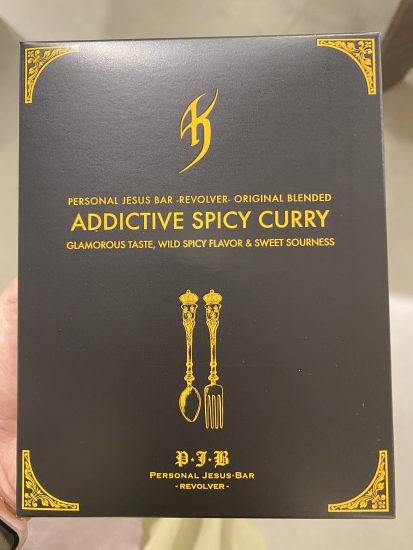 PERSONAL JESUS BAR -REVOLVER- ORIGINAL BLENDED
ADDICTIVE SPICY CURRY
GLAMOROUS TASTE, WILD SPICY FLAVOR & SWEET SOURNESS
P·J·B
PERSONAL JESUS·BAR
- REVOLVER -